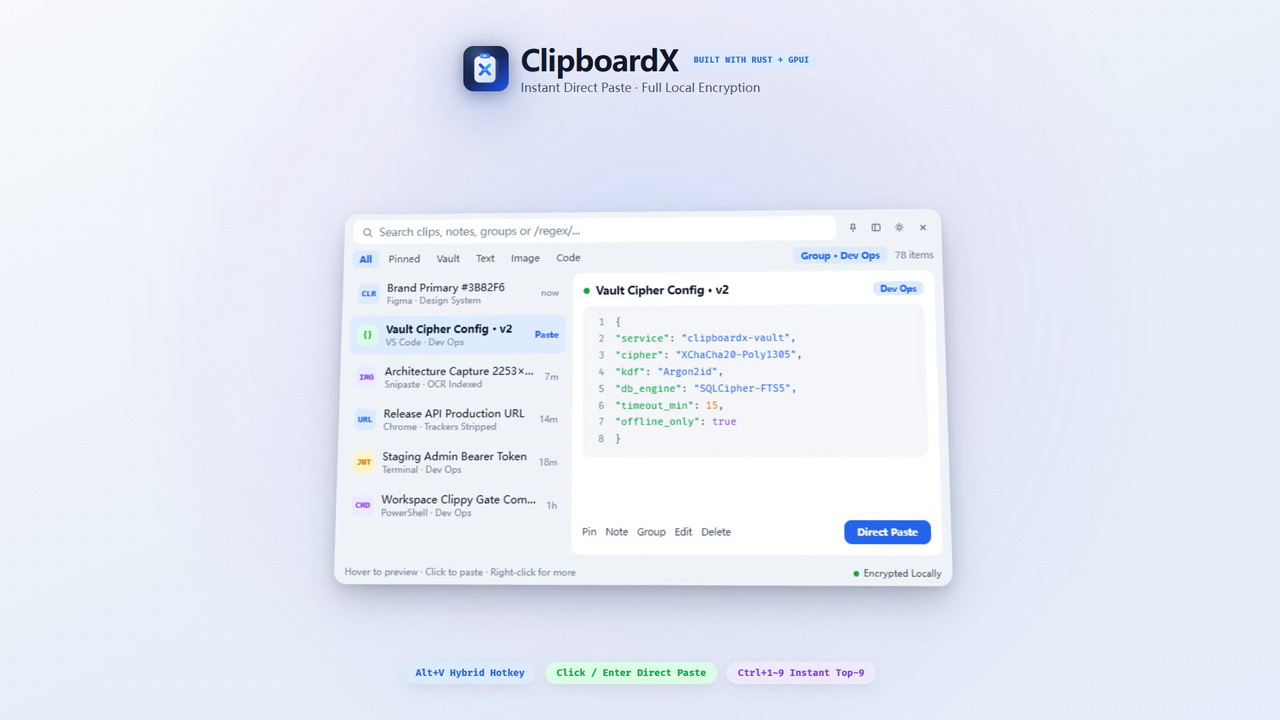 ClipboardX
BUILT WITH RUST + GPUI
Instant Direct Paste · Full Local Encryption
Search clips, notes, groups or /regex/...
All Pinned Vault Text Image Code
Group • Dev Ops 78 items
CLR Brand Primary #3B82F6 now
Figma · Design System
{} Vault Cipher Config • v2 Paste
VS Code · Dev Ops
IMG Architecture Capture 2253×... 7m
Snipaste · OCR Indexed
URL Release API Production URL 14m
Chrome · Trackers Stripped
JWT Staging Admin Bearer Token 18m
Terminal · Dev Ops
CMD Workspace Clippy Gate Com... 1h
PowerShell · Dev Ops
Vault Cipher Config • v2 Dev Ops
1 {
2 "service": "clipboardx-vault",
3 "cipher": "XChaCha20-Poly1305",
4 "kdf": "Argon2id",
5 "db_engine": "SQLCipher-FTS5",
6 "timeout_min": 15,
7 "offline_only": true
8 }
Pin Note Group Edit Delete Direct Paste
Hover to preview · Click to paste · Right-click for more
Encrypted Locally
Alt+V Hybrid Hotkey
Click / Enter Direct Paste
Ctrl+1~9 Instant Top-9